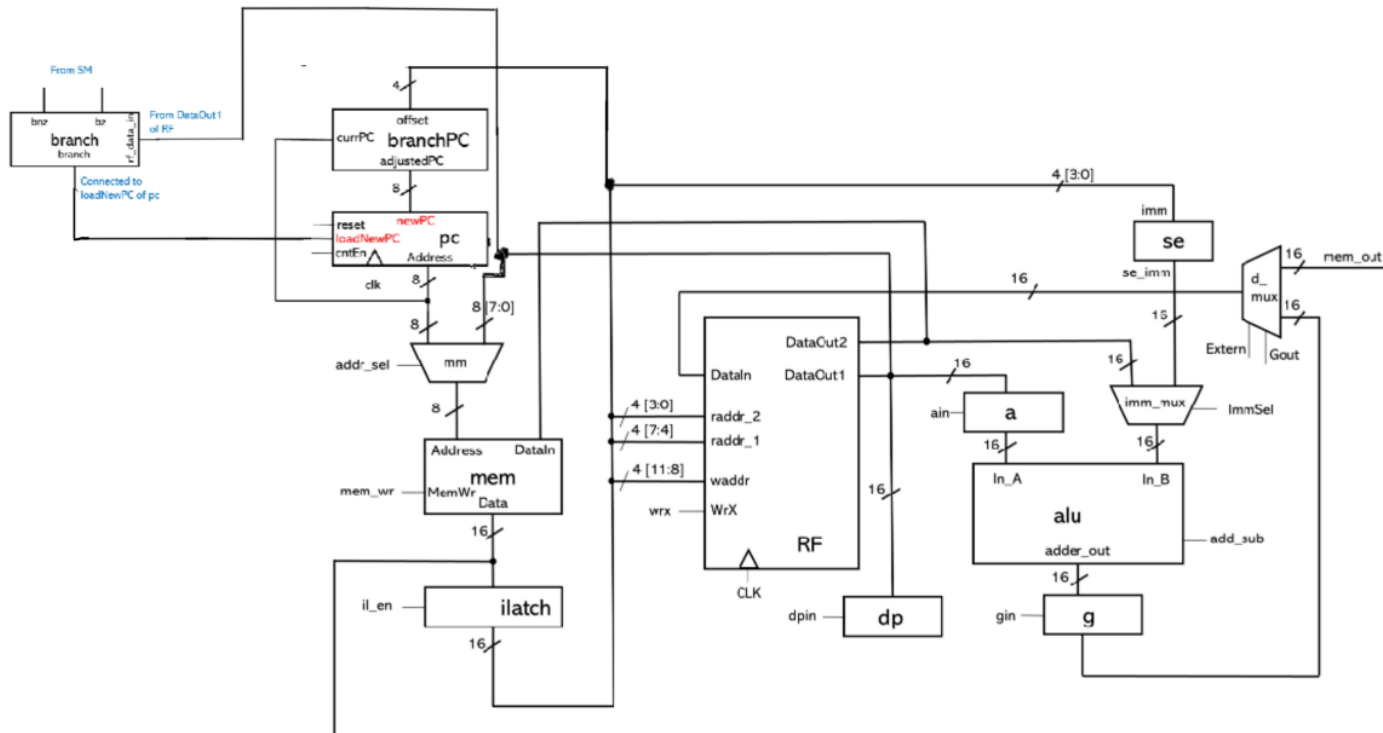 From SM
bnz
bz
rf_data_in
branch
branch
From DataOut1
of RF
Connected to
loadNewPC of pc
4
offset
currPC
branchPC
adjustedPC
8
reset
newPC
loadNewPC
pc
cntEn
Address
clk
8
8
8 [7:0]
addr_sel
mm
8
Address
DataIn
mem
mem_wr
MemWr
Data
16
il_en
ilatch
16
4 [3:0]
imm
se
se_imm
16
16
mem_out
d_
mux
16
16
Extern
Gout
DataOut2
DataOut1
DataIn
4 [3:0]
raddr_2
4 [7:4]
raddr_1
4 [11:8]
waddr
wrx
WrX
RF
CLK
16
16
imm_mux
ImmSel
ain
a
16
16
In_A
In_B
alu
add_sub
adder_out
16
16
dpin
dp
gin
g